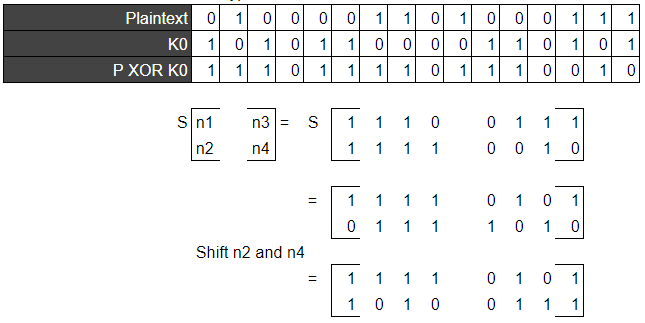 Plaintext 0 1 0 0 0 0 1 1 0 1 0 0 0 1 1 1
K0 1 0 1 0 1 1 0 0 0 0 1 1 0 1 0 1
P XOR K0 1 1 1 0 1 1 1 1 0 1 1 1 0 0 1 0
S n1 n3 = S 1 1 1 0 0 1 1 1
n2 n4 1 1 1 1 0 0 1 0
= 1 1 1 1 0 1 0 1
0 1 1 1 1 0 1 0
Shift n2 and n4
= 1 1 1 1 0 1 0 1
1 0 1 0 0 1 1 1